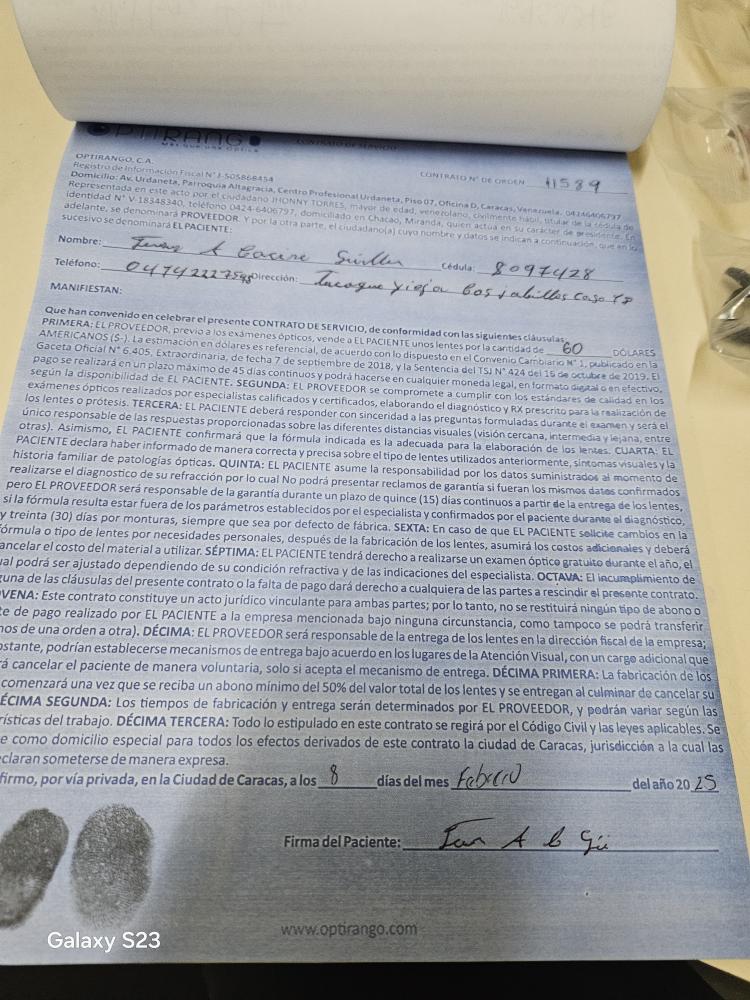 OPTIRANGO
CONTRATO DE SERVICIO
OPTIRANGO, C.A.
Registro de Información Fiscal N° J-505868454
CONTRATO N° DE ORDEN 11589
Domicilio: Av. Urdaneta, Parroquia Altagracia, Centro Profesional Urdaneta, Piso 07, Oficina D, Caracas, Venezuela. 04246406797
Representada en este acto por el ciudadano JHONNY TORRES, mayor de edad, venezolano, civilmente hábil, titular de la cédula de
identidad N° V-18348340, teléfono 0424-6406797, domiciliado en Chacao, Miranda, quien actúa en su carácter de presidente. En
adelante, se denominará PROVEEDOR. Y por la otra parte, el ciudadano(a) cuyo nombre y datos se indican a continuación, que en lo
sucesivo se denominará EL PACIENTE:
Nombre: A Cédula: 8097428
Teléfono: Dirección:
MANIFIESTAN:
Que han convenido en celebrar el presente CONTRATO DE SERVICIO, de conformidad con las siguientes cláusulas:
PRIMERA: EL PROVEEDOR, previo a los exámenes ópticos, vende a EL PACIENTE unos lentes por la cantidad de 60 DÓLARES
AMERICANOS (S-). La estimación en dólares es referencial, de acuerdo con lo dispuesto en el Convenio Cambiario N° 1, publicado en la
Gaceta Oficial N° 6.405, Extraordinaria, de fecha 7 de septiembre de 2018, y la Sentencia del TSJ N° 424 del 16 de octubre de 2019. El
pago se realizará en un plazo máximo de 45 días continuos y podrá hacerse en cualquier moneda legal, en formato digital o en efectivo,
según la disponibilidad de EL PACIENTE. SEGUNDA: EL PROVEEDOR se compromete a cumplir con los estándares de calidad en los
exámenes ópticos realizados por especialistas calificados y certificados, elaborando el diagnóstico y RX prescrito para la realización de
los lentes o prótesis. TERCERA: EL PACIENTE deberá responder con sinceridad a las preguntas formuladas durante el examen y será el
único responsable de las respuestas proporcionadas sobre las diferentes distancias visuales (visión cercana, intermedia y lejana, entre
otras). Asimismo, EL PACIENTE confirmará que la fórmula indicada es la adecuada para la elaboración de los lentes. CUARTA: EL
PACIENTE declara haber informado de manera correcta y precisa sobre el tipo de lentes utilizados anteriormente, síntomas visuales y la
historia familiar de patologías ópticas. QUINTA: EL PACIENTE asume la responsabilidad por los datos suministrados al momento de
realizarse el diagnostico de su refracción por lo cual No podrá presentar reclamos de garantía si fueran los mismos datos confirmados
pero EL PROVEEDOR será responsable de la garantía durante un plazo de quince (15) días continuos a partir de la entrega de los lentes,
si la fórmula resulta estar fuera de los parámetros establecidos por el especialista y confirmados por el paciente durante el diagnóstico,
y treinta (30) días por monturas, siempre que sea por defecto de fábrica. SEXTA: En caso de que EL PACIENTE solicite cambios en la
fórmula o tipo de lentes por necesidades personales, después de la fabricación de los lentes, asumirá los costos adicionales y deberá
ancelar el costo del material a utilizar. SÉPTIMA: EL PACIENTE tendrá derecho a realizarse un examen óptico gratuito durante el año, el
ual podrá ser ajustado dependiendo de su condición refractiva y de las indicaciones del especialista. OCTAVA: El incumplimiento de
guna de las cláusulas del presente contrato o la falta de pago dará derecho a cualquiera de las partes a rescindir el presente contrato.
OVENA: Este contrato constituye un acto jurídico vinculante para ambas partes; por lo tanto, no se restituirá ningún tipo de abono o
te de pago realizado por EL PACIENTE a la empresa mencionada bajo ninguna circunstancia, como tampoco se podrá transferir
nos de una orden a otra). DÉCIMA: EL PROVEEDOR será responsable de la entrega de los lentes en la dirección fiscal de la empresa;
nstante, podrían establecerse mecanismos de entrega bajo acuerdo en los lugares de la Atención Visual, con un cargo adicional que
rá cancelar el paciente de manera voluntaria, solo si acepta el mecanismo de entrega. DÉCIMA PRIMERA: La fabricación de los
comenzará una vez que se reciba un abono mínimo del 50% del valor total de los lentes y se entregan al culminar de cancelar su
ÉCIMA SEGUNDA: Los tiempos de fabricación y entrega serán determinados por EL PROVEEDOR, y podrán variar según las
rísticas del trabajo. DÉCIMA TERCERA: Todo lo estipulado en este contrato se regirá por el Código Civil y las leyes aplicables. Se
e como domicilio especial para todos los efectos derivados de este contrato la ciudad de Caracas, jurisdicción a la cual las
eclaran someterse de manera expresa.
firmo, por vía privada, en la Ciudad de Caracas, a los 8 días del mes Febrero del año 2025
Firma del Paciente:
www.optirango.com
Galaxy S23